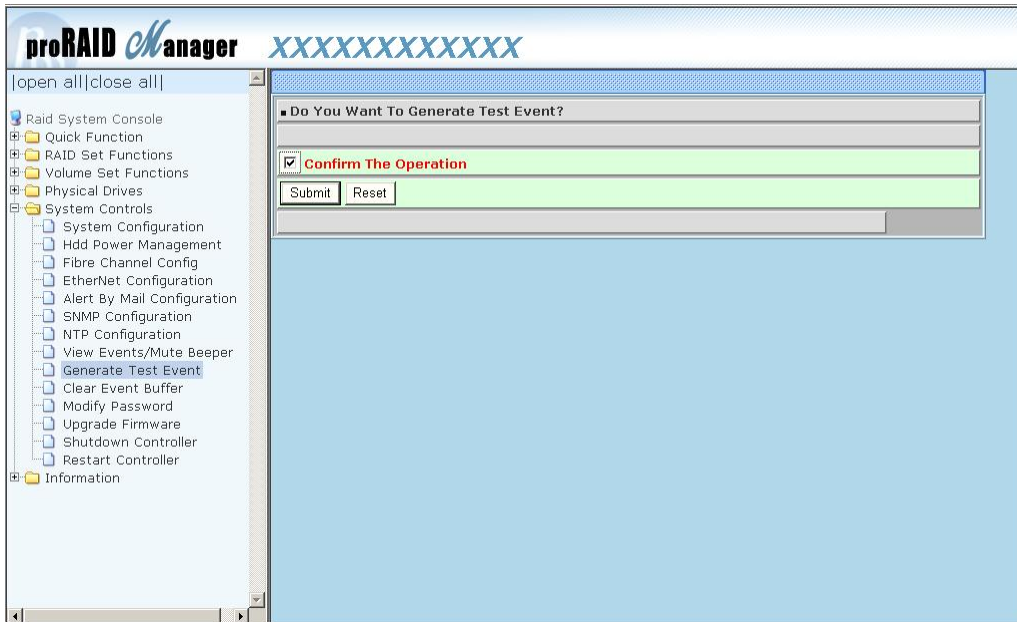 proRAID Manager XXXXXXXXXXXX
|open all|close all|
Raid System Console
Quick Function
RAID Set Functions
Volume Set Functions
Physical Drives
System Controls
System Configuration
Hdd Power Management
Fibre Channel Config
EtherNet Configuration
Alert By Mail Configuration
SNMP Configuration
NTP Configuration
View Events/Mute Beeper
Generate Test Event
Clear Event Buffer
Modify Password
Upgrade Firmware
Shutdown Controller
Restart Controller
Information
Do You Want To Generate Test Event?
Confirm The Operation
Submit Reset